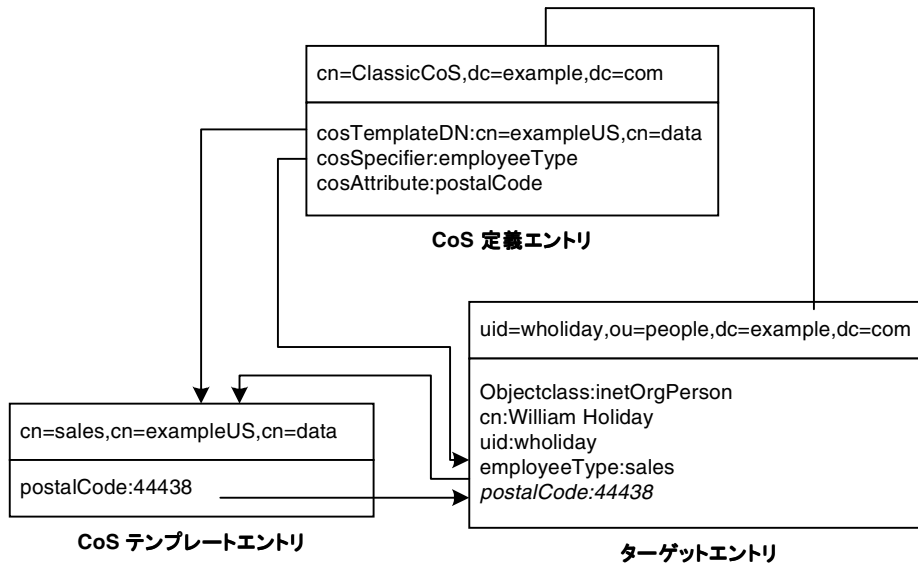 cn=ClassicCoS,dc=example,dc=com
cosTemplateDN:cn=exampleUS,cn=data
cosSpecifier:employeeType
cosAttribute:postalCode
CoS 定義エントリ
uid=wholiday,ou=people,dc=example,dc=com
Objectclass:inetOrgPerson
cn:William Holiday
uid:wholiday
employeeType:sales
postalCode:44438
ターゲットエントリ
cn=sales,cn=exampleUS,cn=data
postalCode:44438
CoS テンプレートエントリ